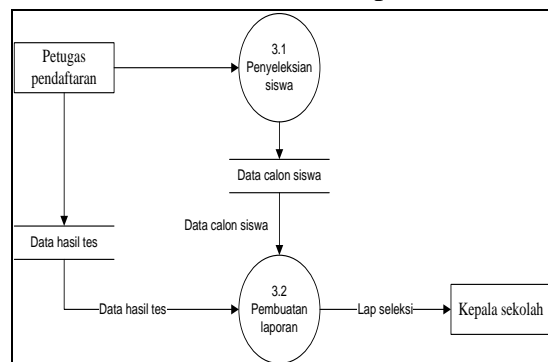 Petugas
pendaftaran
3.1
Penyeleksian
siswa
Data calon siswa
Data calon siswa
Data hasil tes
Data hasil tes
3.2
Pembuatan
laporan
Lap seleksi
Kepala sekolah